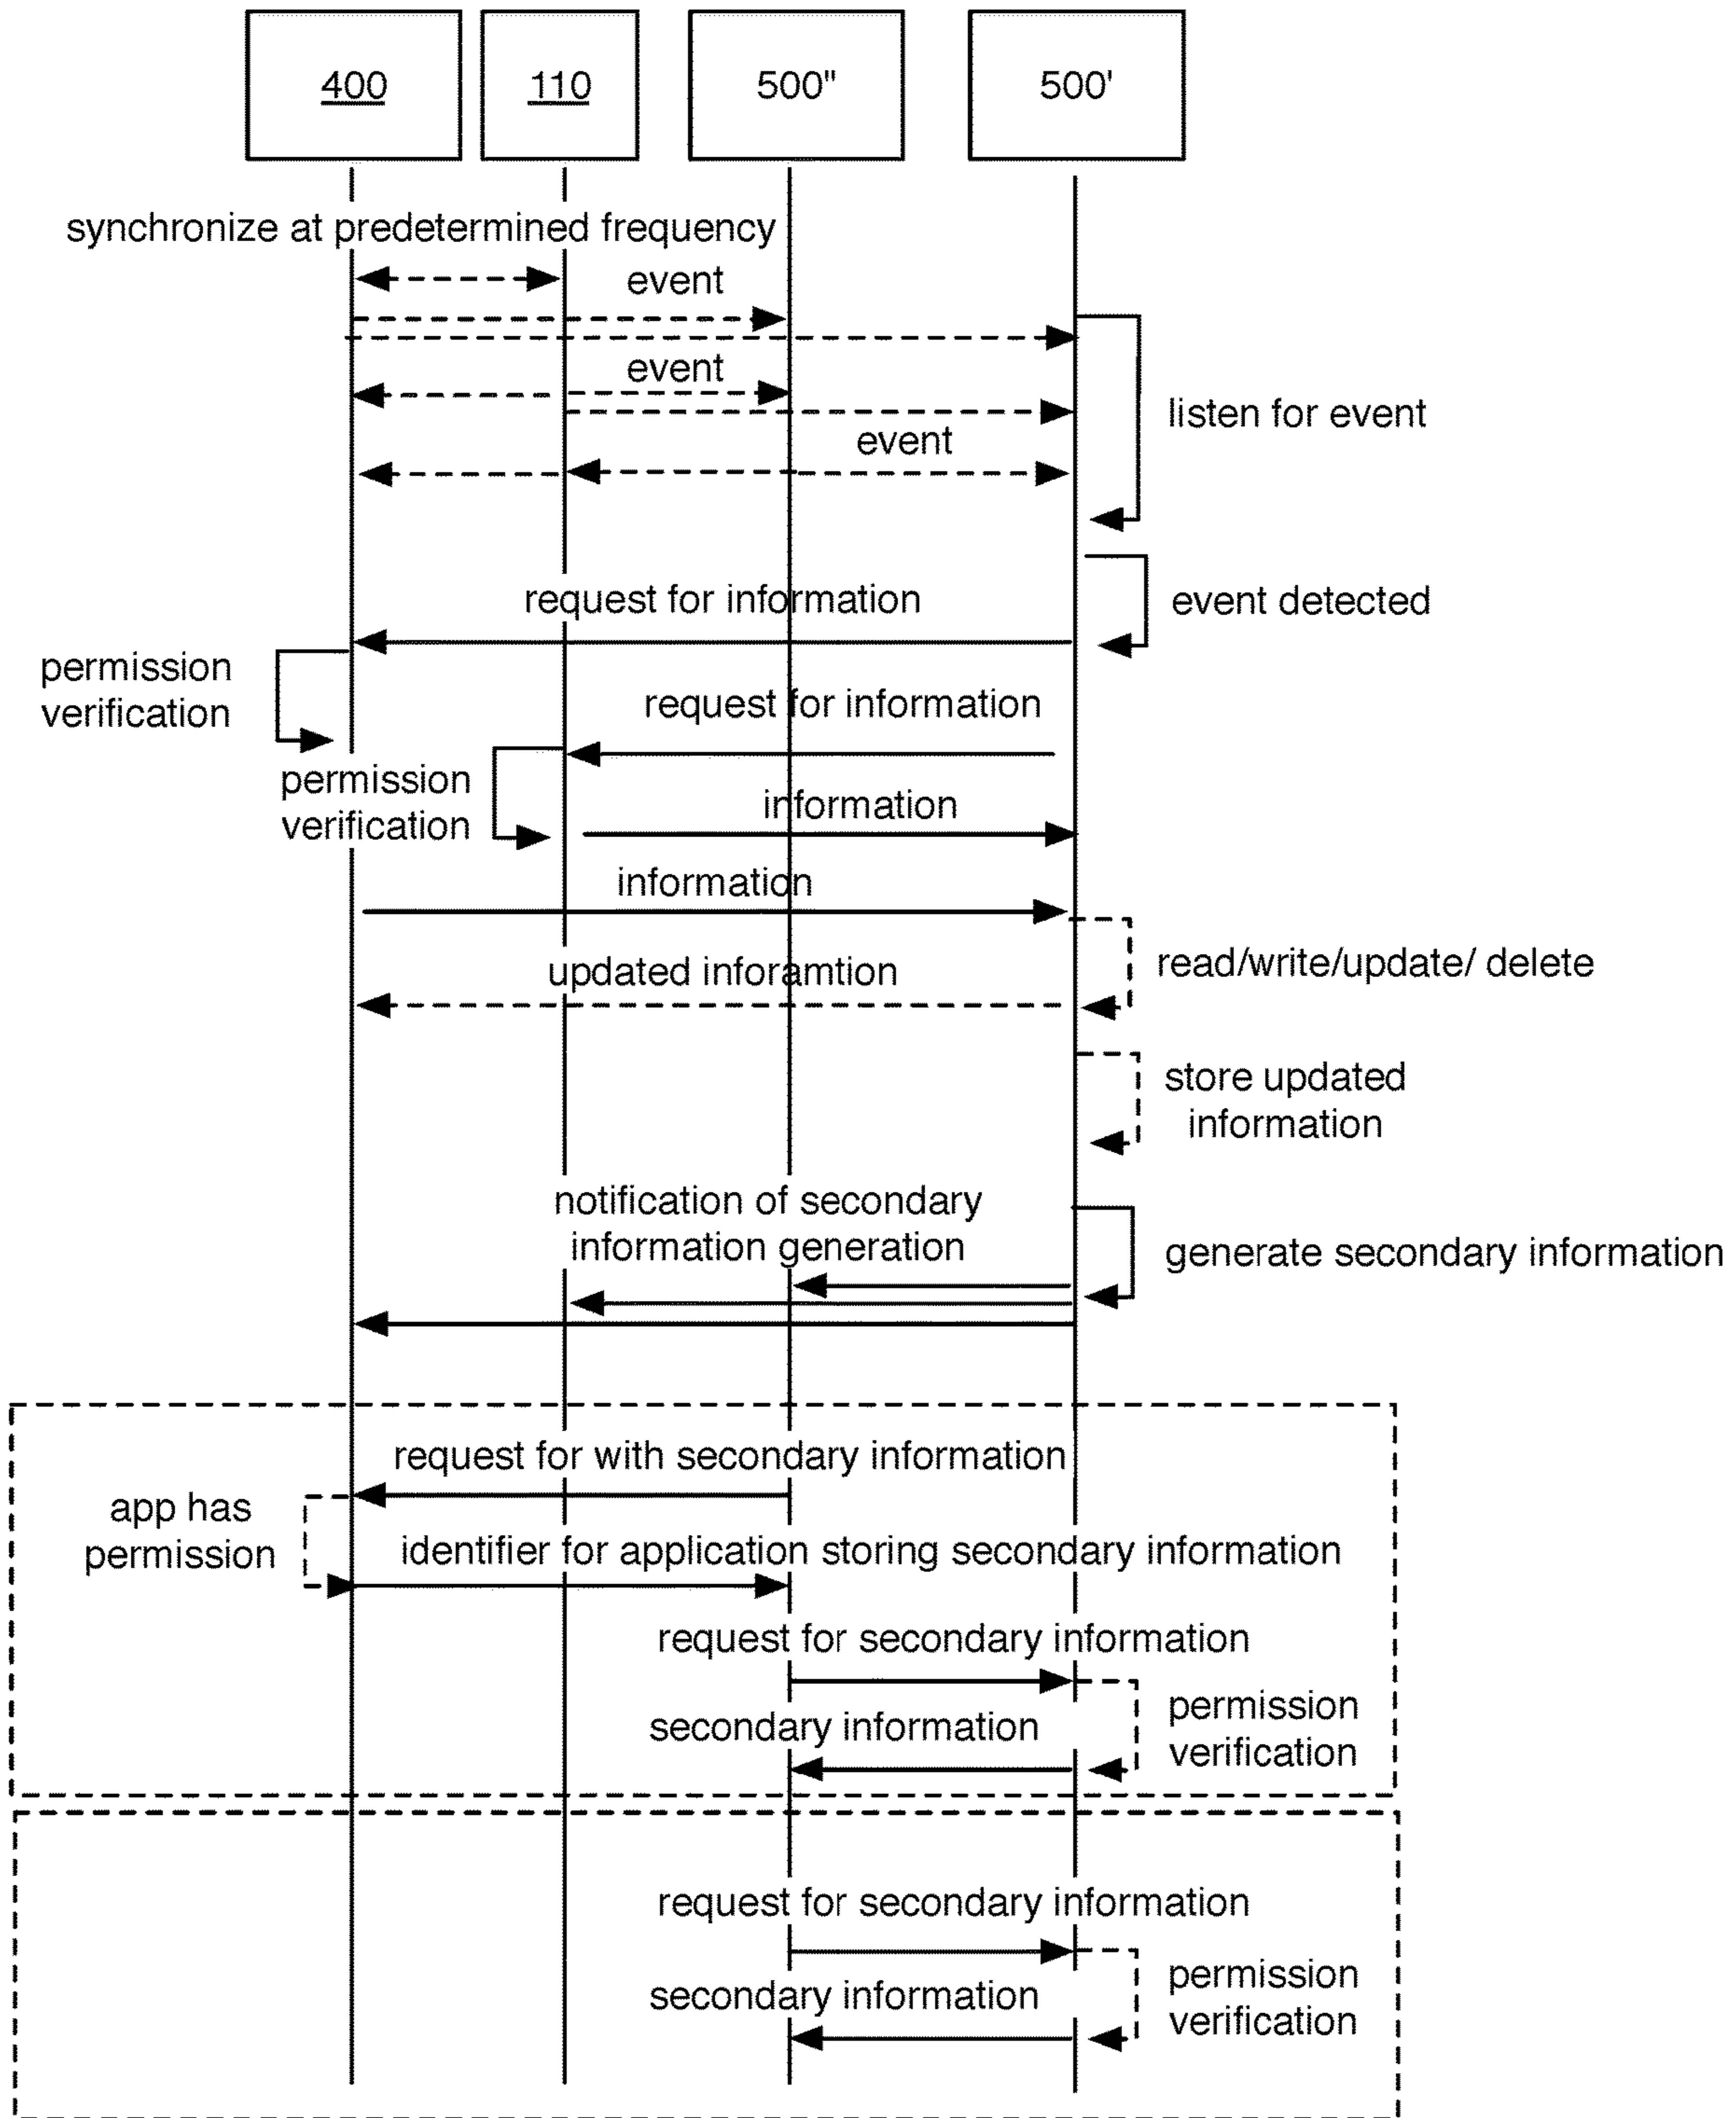 400
110
500"
500'
synchronize at predetermined frequency
event
event
listen for event
event
event detected
request for information
permission
verification
request for information
permission
verification
information
information
updated inforamtion
read/write/update/ delete
store updated
information
notification of secondary
information generation
generate secondary information
request for with secondary information
app has
permission
identifier for application storing secondary information
request for secondary information
permission
verification
secondary information
request for secondary information
permission
verification
secondary information